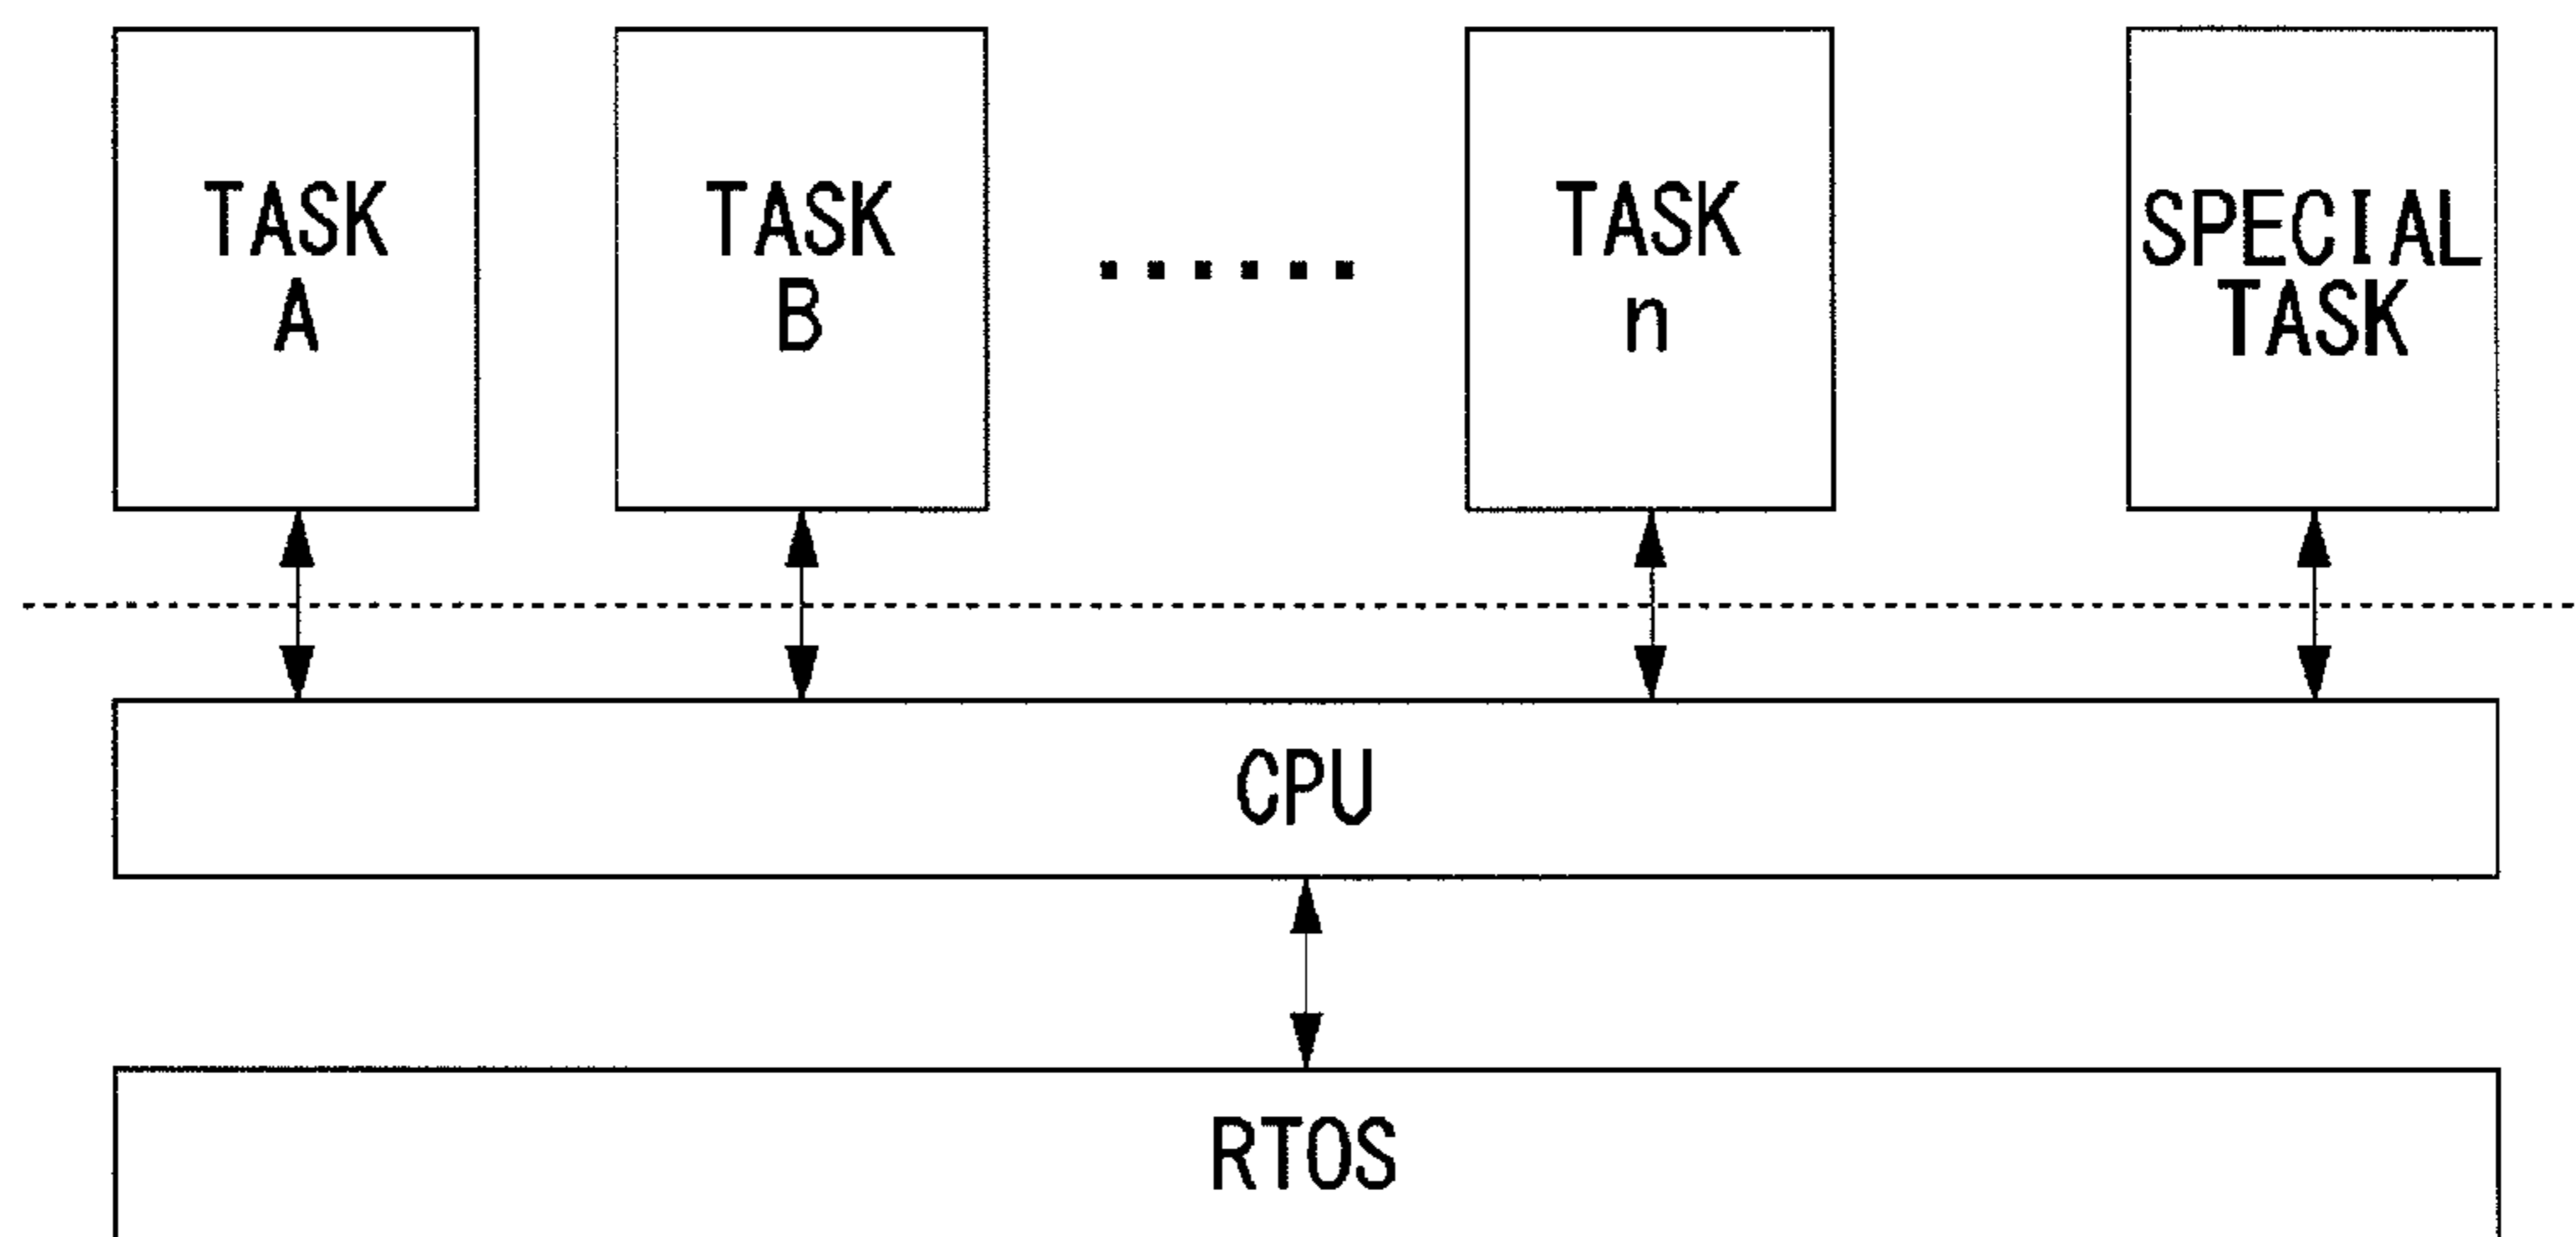 TASK
A
TASK
B
......
TASK
n
SPECIAL
TASK
CPU
RTOS